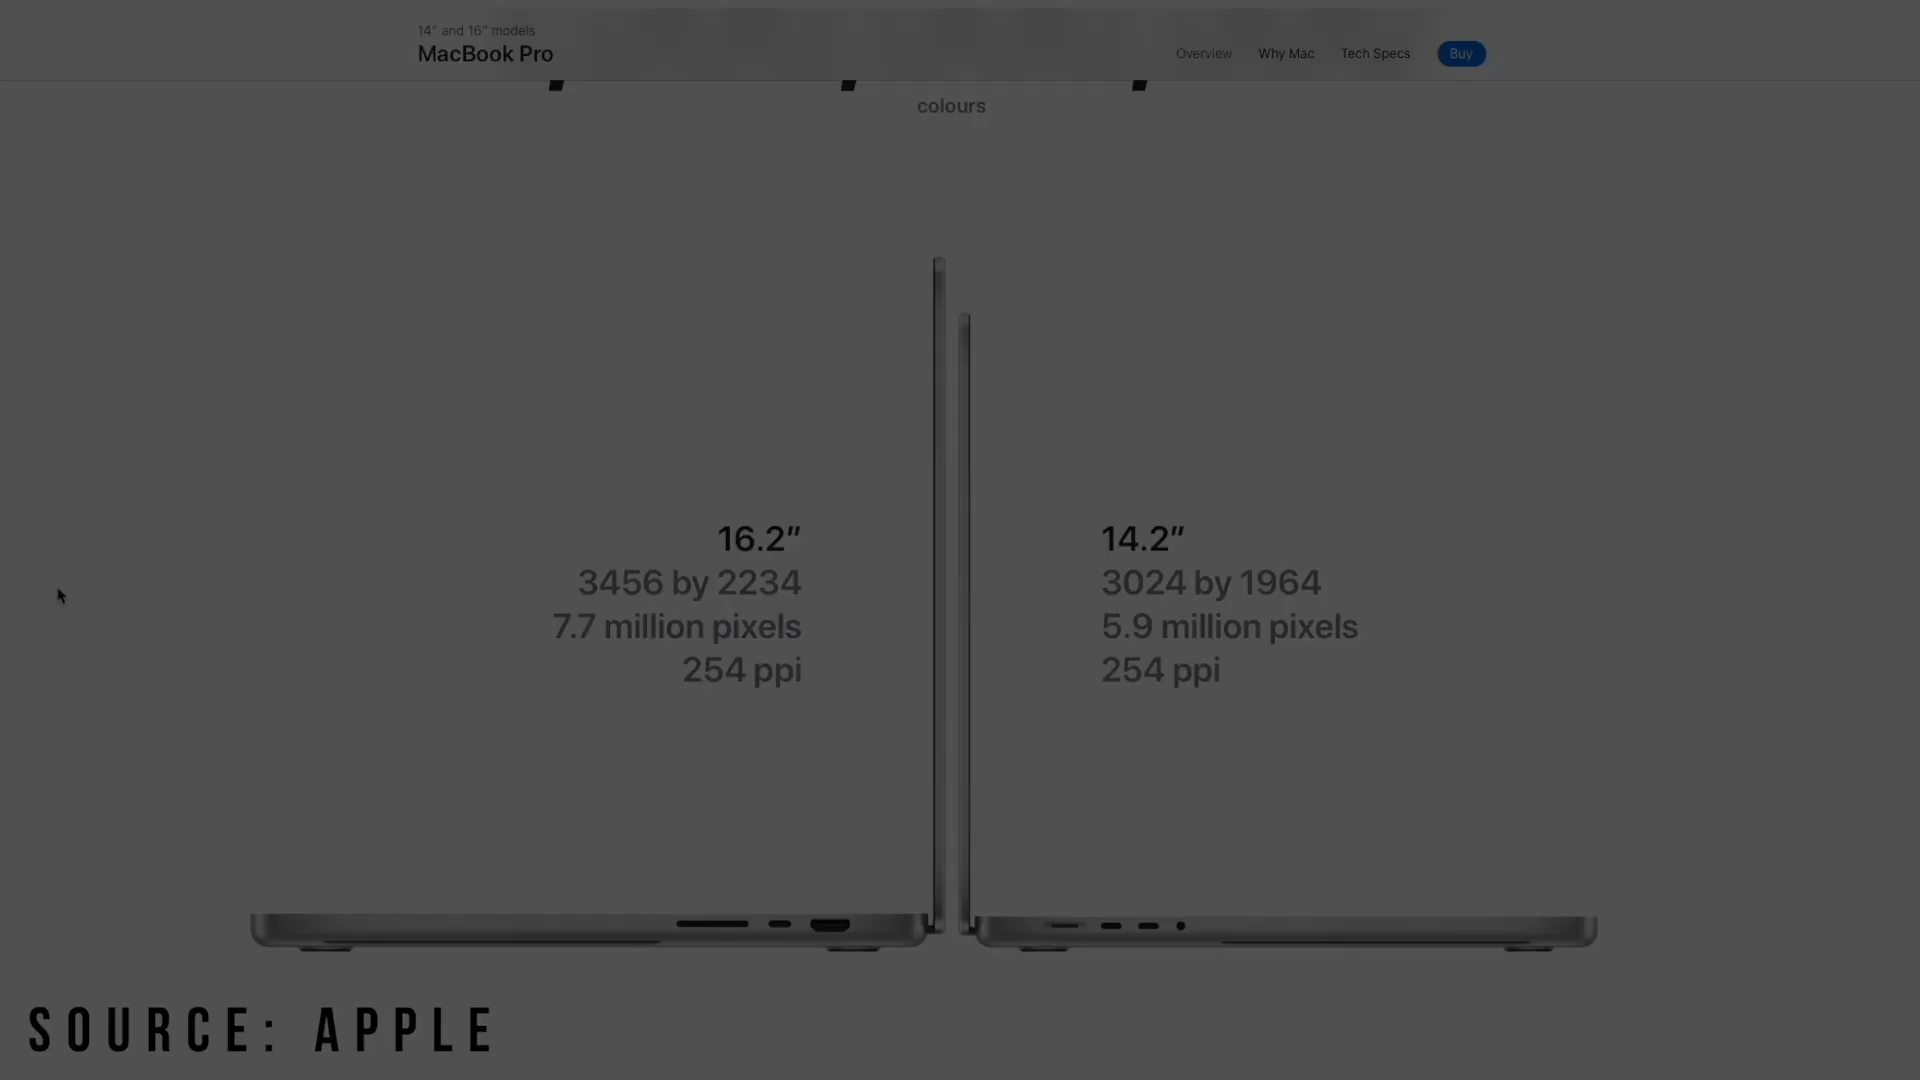 14″ and 16″ models
MacBook Pro
Overview
Why Mac
Tech Specs
Buy
colours
16.2″
3456 by 2234
7.7 million pixels
254 ppi
14.2″
3024 by 1964
5.9 million pixels
254 ppi
SOURCE: APPLE